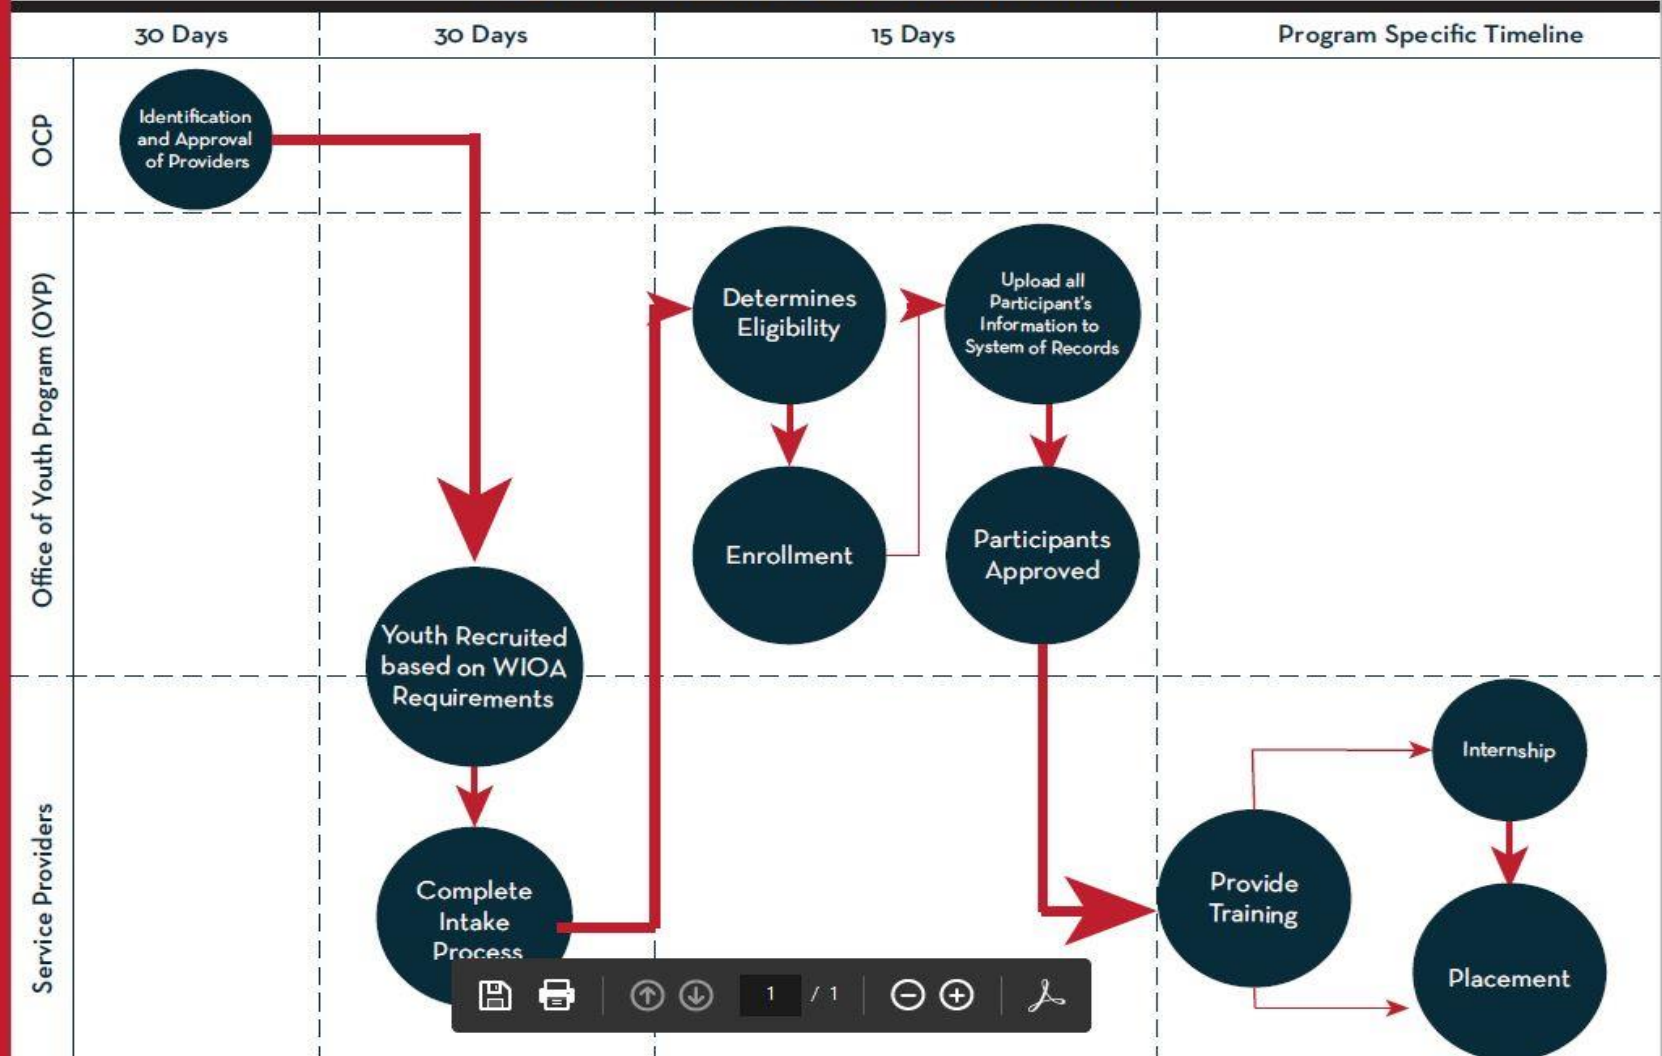 30 Days
30 Days
15 Days
Program Specific Timeline
OCP
Identification
and Approval
of Providers
Office of Youth Program (OYP)
Determines
Eligibility
Upload all
Participant's
Information to
System of Records
Enrollment
Participants
Approved
Youth Recruited
based on WIOA
Requirements
Service Providers
Complete
Intake
Process
Provide
Training
Internship
Placement
1 / 1